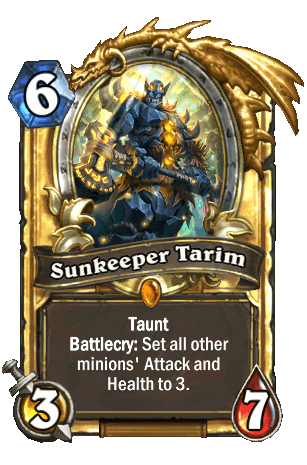 6
Sunkeeper Tarim
Taunt
Battlecry: Set all other
minions' Attack and
Health to 3.
3
7